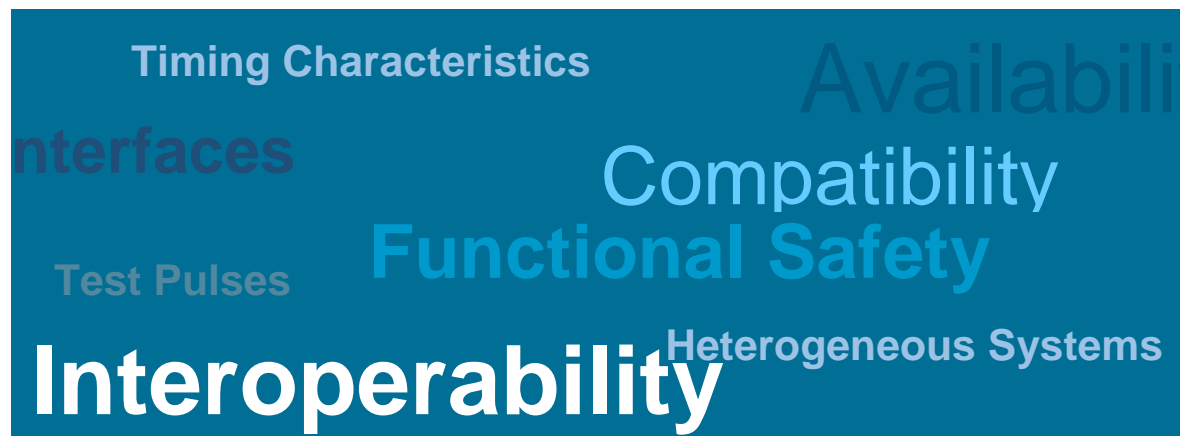 Timing Characteristics
Availabili
nterfaces
Compatibility
Functional Safety
Test Pulses
Heterogeneous Systems
Interoperability